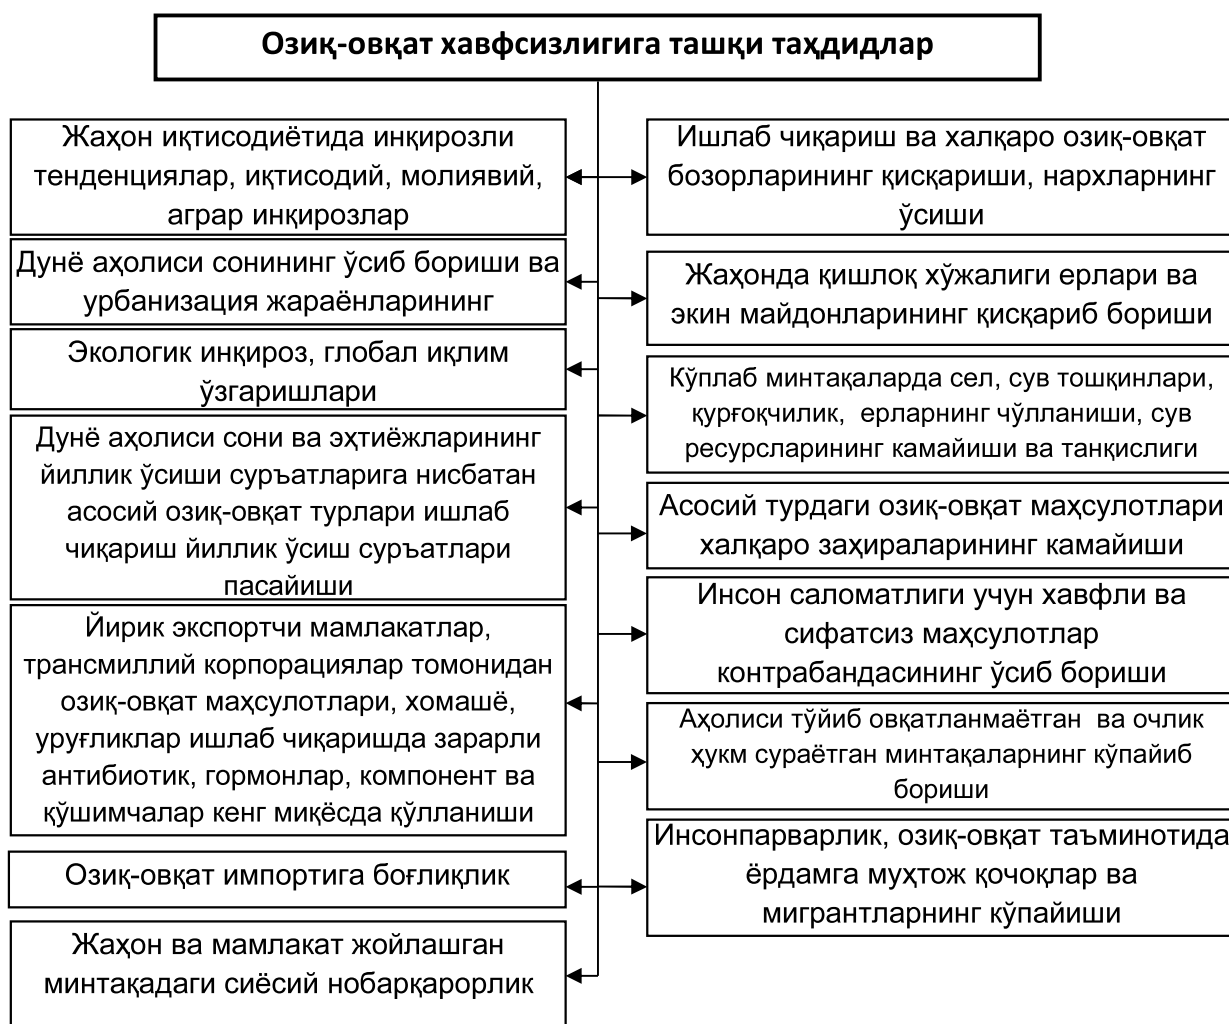 Озиқ-овқат хавфсизлигига ташқи таҳдидлар
Жаҳон иқтисодиётида инқирозли
тенденциялар, иқтисодий, молиявий,
аграр инқирозлар
Дунё аҳолиси сонининг ўсиб бориши ва
урбанизация жараёнларининг
Экологик инқироз, глобал иқлим
ўзгаришлари
Дунё аҳолиси сони ва эҳтиёжларининг
йиллик ўсиши суръатларига нисбатан
асосий озиқ-овқат турлари ишлаб
чиқариш йиллик ўсиш суръатлари
пасайиши
Йирик экспортчи мамлакатлар,
трансмиллий корпорациялар томонидан
озиқ-овқат маҳсулотлари, хомашё,
уруғликлар ишлаб чиқаришда зарарли
антибиотик, гормонлар, компонент ва
қўшимчалар кенг миқёсда қўлланиши
Озиқ-овқат импортига боғлиқлик
Жаҳон ва мамлакат жойлашган
минтақадаги сиёсий нобарқарорлик
Ишлаб чиқариш ва халқаро озиқ-овқат
бозорларининг қисқариши, нархларнинг
ўсиши
Жаҳонда қишлоқ хўжалиги ерлари ва
экин майдонларининг қисқариб бориши
Кўплаб минтақаларда сел, сув тошқинлари,
қурғоқчилик, ерларнинг чўлланиши, сув
ресурсларининг камайиши ва танқислиги
Асосий турдаги озиқ-овқат маҳсулотлари
халқаро заҳираларининг камайиши
Инсон саломатлиги учун хавфли ва
сифатсиз маҳсулотлар
контрабандасининг ўсиб бориши
Аҳолиси тўйиб овқатланмаётган ва очлик
ҳукм сураётган минтақаларнинг кўпайиб
бориши
Инсонпарварлик, озиқ-овқат таъминотида
ёрдамга муҳтож қочоқлар ва
мигрантларнинг кўпайиши